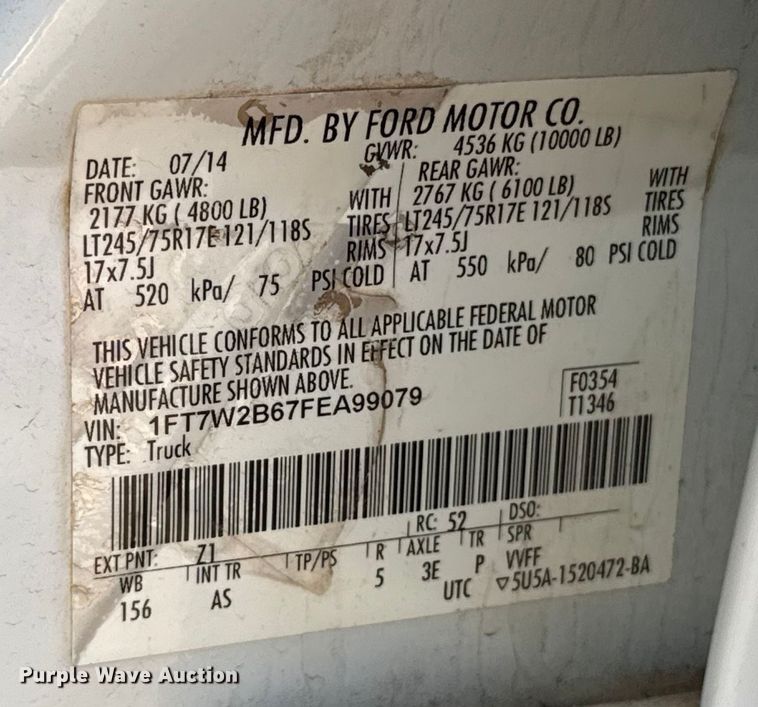 MFD. BY FORD MOTOR CO.
DATE: 07/14 GVWR: 4536 KG (10000 LB)
FRONT GAWR: REAR GAWR:
2177 KG ( 4800 LB) WITH 2767 KG ( 6100 LB) WITH
LT245/75R17E 121/118S TIRES LT245/75R17E 121/118S TIRES
17x7.5J RIMS 17x7.5J RIMS
AT 520 kPa/ 75 PSI COLD AT 550 kPa/ 80 PSI COLD
THIS VEHICLE CONFORMS TO ALL APPLICABLE FEDERAL MOTOR
VEHICLE SAFETY STANDARDS IN EFFECT ON THE DATE OF
MANUFACTURE SHOWN ABOVE.
VIN: 1FT7W2B67FEA99079 F0354
TYPE: Truck T1346
EXT PNT: Z1 RC: 52 DSO:
WB INT TR TP/PS R AXLE TR SPR
156 AS 5 3E P VVFF
UTC ▽5U5A-1520472-BA
Purple Wave Auction